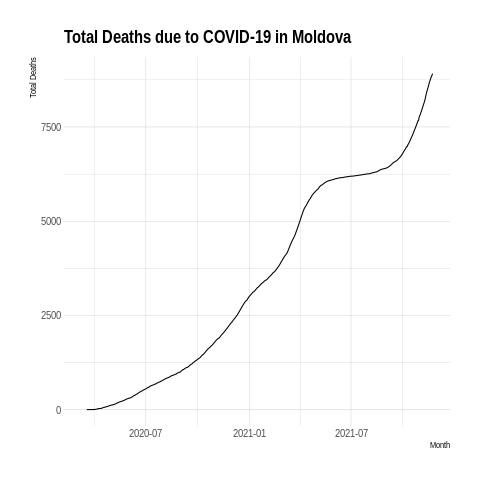 Total Deaths due to COVID-19 in Moldova
Total Deaths
7500
5000
2500
0
2020-07 2021-01 2021-07
Month